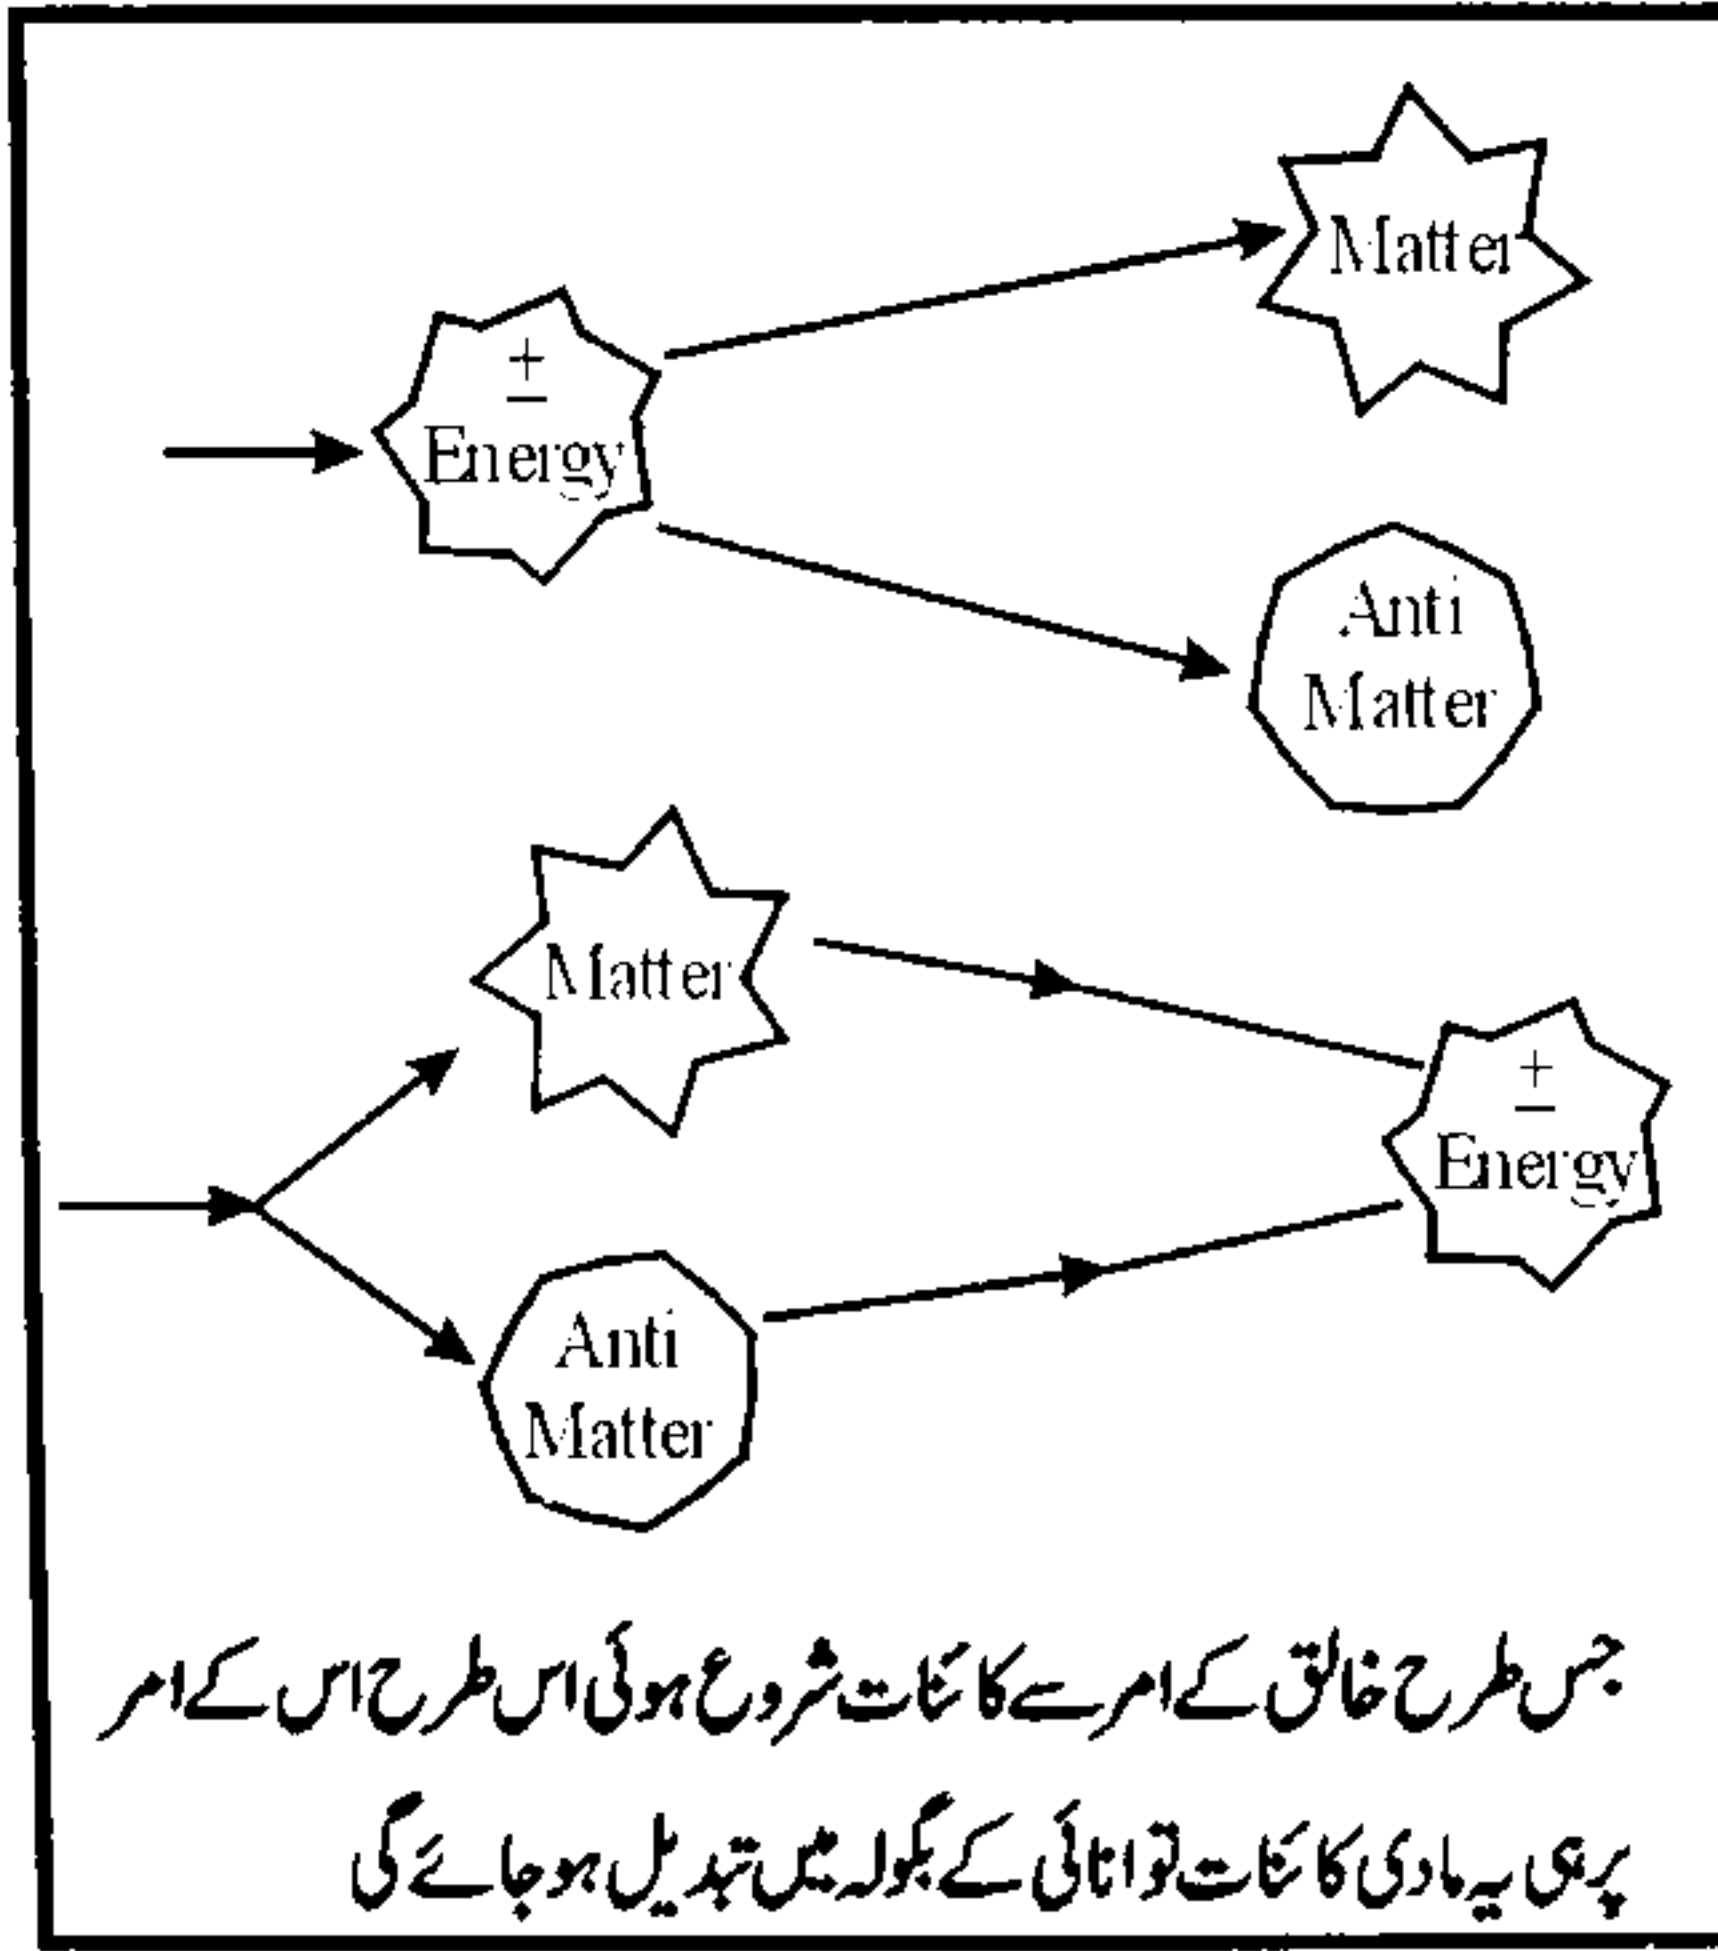 Matter
±
Energy
Anti
Matter
Matter
±
Energy
Anti
Matter
جس طرح خالق کے امر سے کائنات شروع ہوئی اس طرح اس کے امر
پر ہی یہ مادی کائنات توانائی کے بگولہ میں تبدیل ہو جائے گی